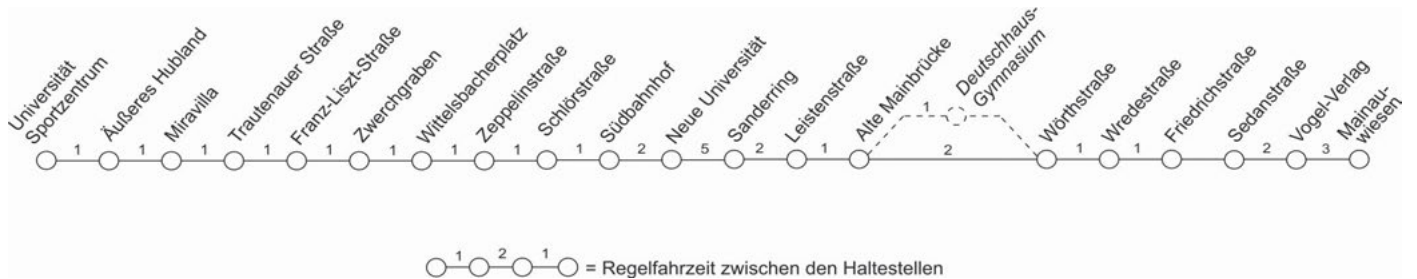 Universität
Sportzentrum
Äußeres Hubland
Miravilla
Trautenauer Straße
Franz-Liszt-Straße
Zwerchgraben
Wittelsbacherplatz
Zeppelinstraße
Schlörstraße
Südbahnhof
Neue Universität
Sanderring
Leistenstraße
Alte Mainbrücke
Deutschhaus-
Gymnasium
Wörthstraße
Wredestraße
Friedrichstraße
Sedanstraße
Vogel-Verlag
Mainau-
wiesen
1
1 1 1 1 1 1 1 1 1 2 5 2 1 2 1 1 2 3
1 2 1 = Regelfahrzeit zwischen den Haltestellen